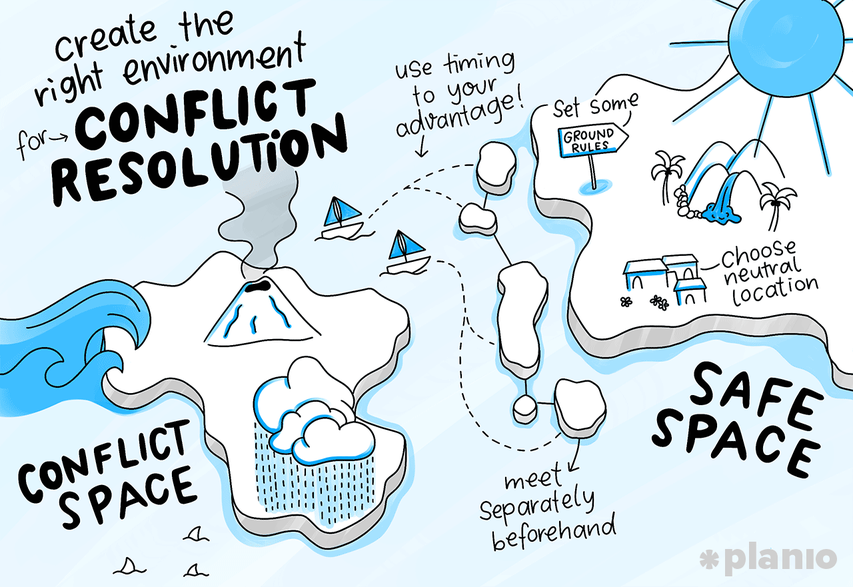 create the
right environment
for→ CONFLICT
RESOLUTiON
use timing
to your
advantage!
Set some
GROUND
RULES
Choose
neutral
location
CONFLICT
SPACE
SAFE
SPACE
meet
Separately
beforehand
*planio